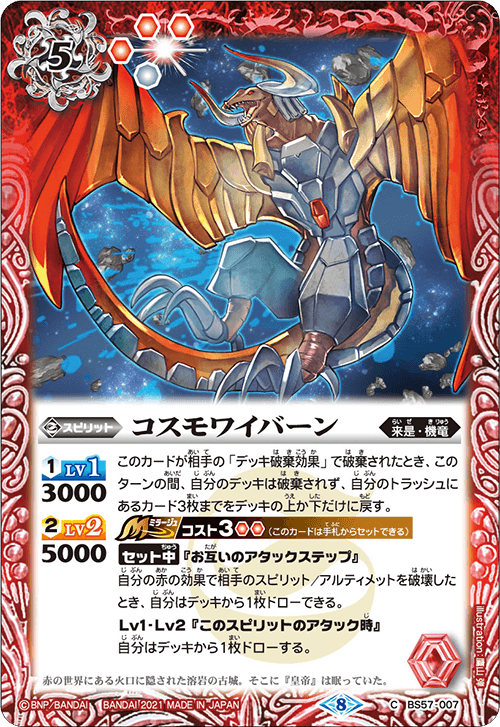 5
スピリット
コスモワイバーン
来是・機竜
らいぜ きりゅう
1 LV1
3000
このカードが相手の「デッキ破棄効果」で破棄されたとき、こ
のターンの間、自分のデッキは破棄されず、自分のトラッシュに
あるカード3枚までをデッキの上か下だけに戻す。
2 LV2
5000
ミラージュ コスト3 (このカードは手札からセットできる)
セット中『お互いのアタックステップ』
自分の赤の効果で相手のスピリット/アルティメットを破壊した
とき、自分はデッキから1枚ドローできる。
Lv1・Lv2『このスピリットのアタック時』
自分はデッキから1枚ドローする。
赤の世界にある火口に隠された溶岩の古城。そこに『皇帝』は眠っていた。
©BNP/BANDAI BANDAI 2021 MADE IN JAPAN
8
C BS57-007
illustration: